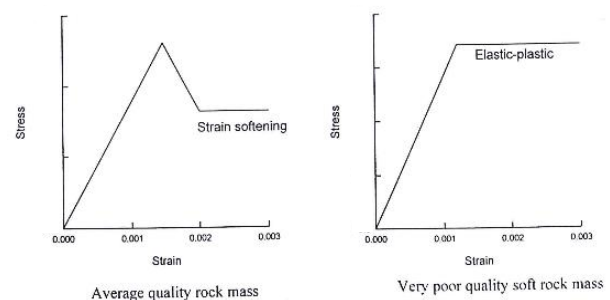 Stress
Strain softening
0.000 0.001 0.002 0.003
Strain
Average quality rock mass
Stress
Elastic-plastic
0.000 0.001 0.002 0.003
Strain
Very poor quality soft rock mass